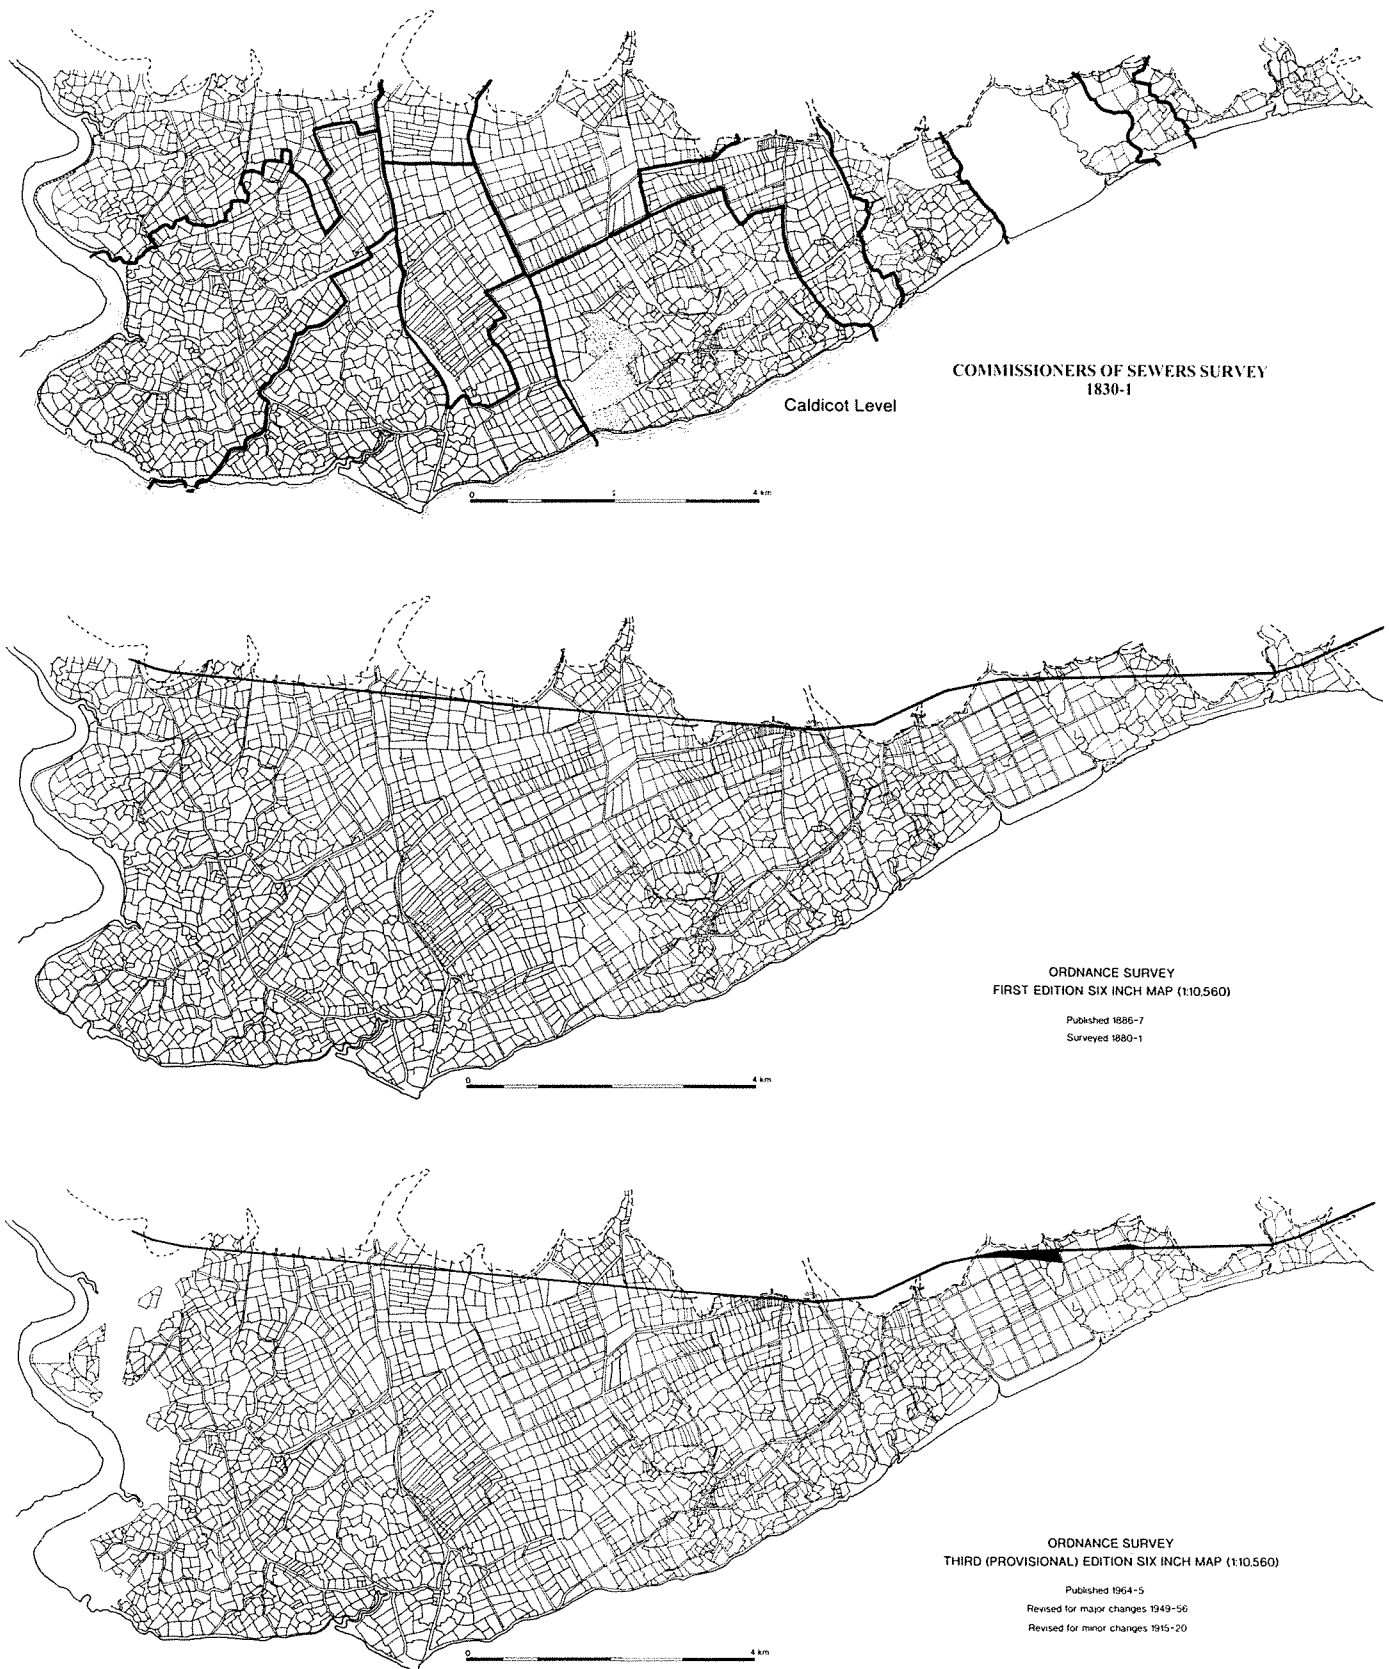 COMMISSIONERS OF SEWERS SURVEY
1830-1
Caldicot Level
0 4 km
ORDNANCE SURVEY
FIRST EDITION SIX INCH MAP (1:10,560)
Published 1886-7
Surveyed 1880-1
0 4 km
ORDNANCE SURVEY
THIRD (PROVISIONAL) EDITION SIX INCH MAP (1:10.560)
Published 1964-5
Revised for major changes 1949-56
Revised for minor changes 1915-20
0 4 km